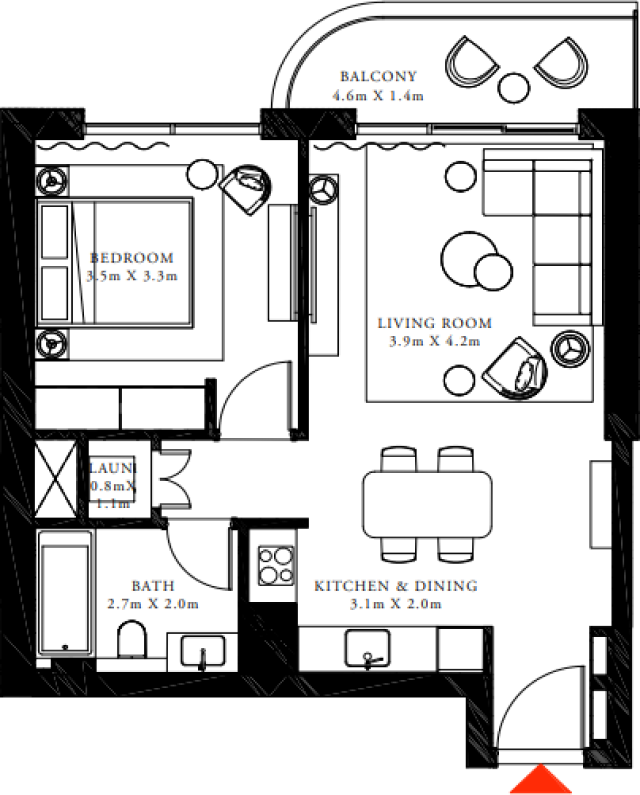 BALCONY
4.6m X 1.4m
BEDROOM
3.5m X 3.3m
LIVING ROOM
3.9m X 4.2m
LAUN
0.8mX
1.1m
BATH
2.7m X 2.0m
KITCHEN & DINING
3.1m X 2.0m